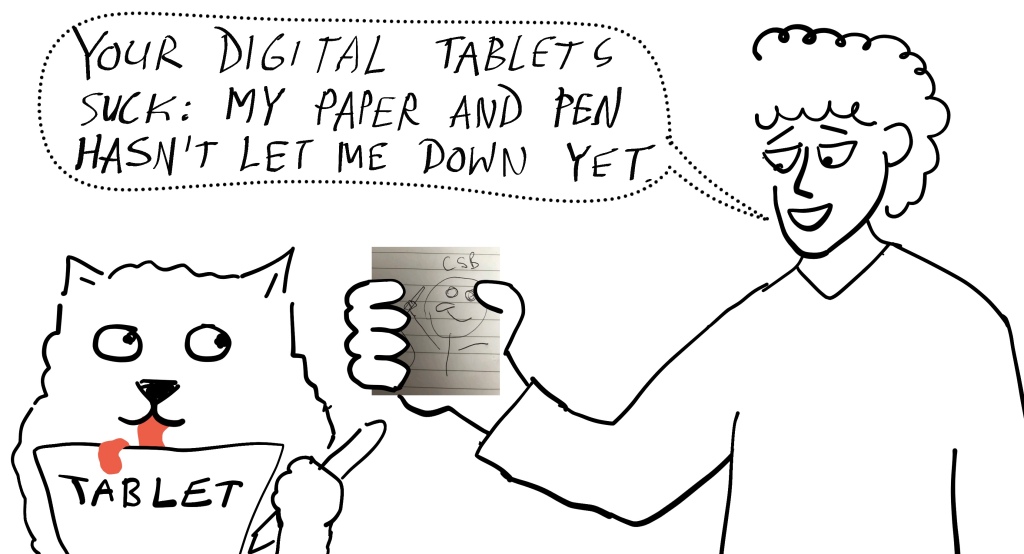 YOUR DIGITAL TABLETS
SUCK: MY PAPER AND PEN
HASN'T LET ME DOWN YET.
CSB
TABLET